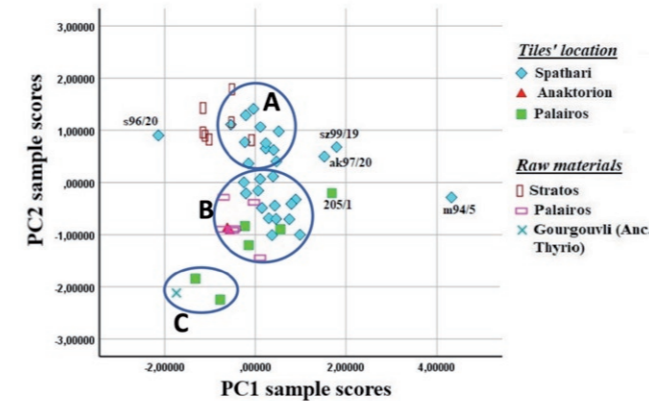 3,00000
2,00000
1,00000
,00000
-1,00000
-2,00000
-3,00000
PC2 sample scores
-2,00000 ,00000 2,00000 4,00000
PC1 sample scores
A
B
C
s96/20
sz99/19
ak97/20
205/1
m94/5
Tiles' location
Spathari
Anaktorion
Palairos
Raw materials
Stratos
Palairos
Gourgouvli (Anc.
Thyrio)